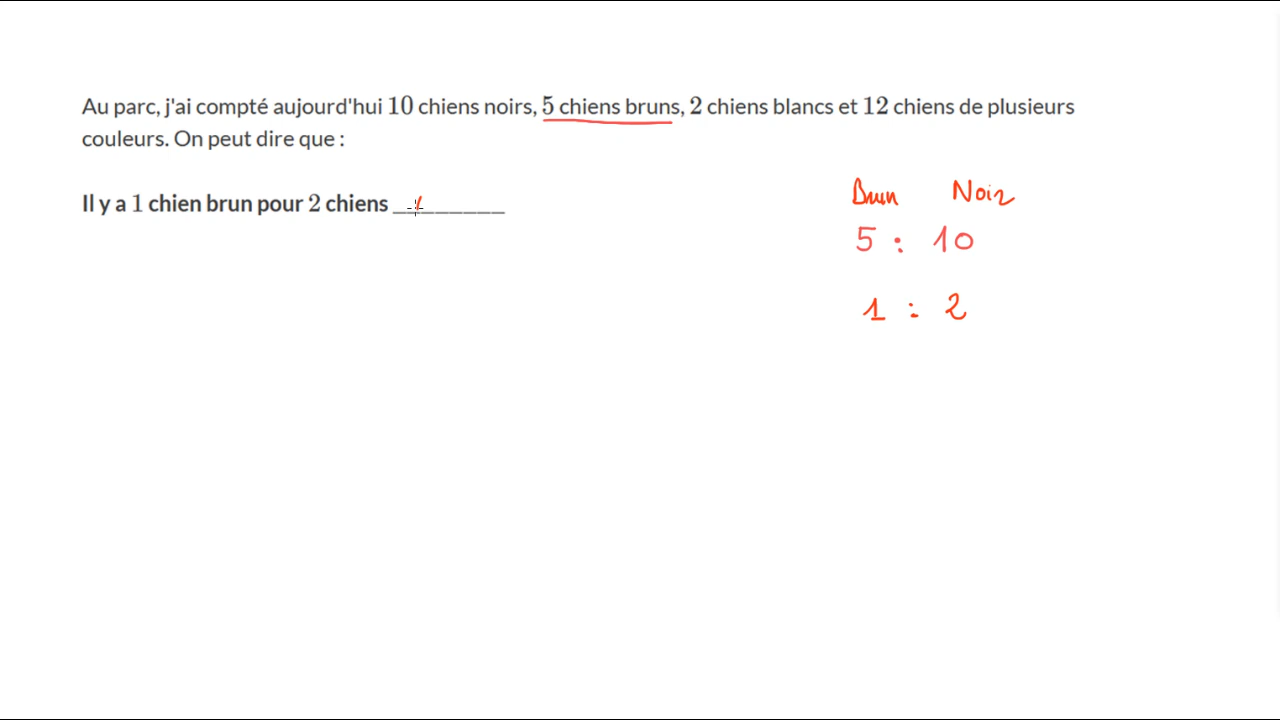 Au parc, j'ai compté aujourd'hui 10 chiens noirs, 5 chiens bruns, 2 chiens blancs et 12 chiens de plusieurs
couleurs. On peut dire que :
Il y a 1 chien brun pour 2 chiens ________
Brun Noir
5 : 10
1 : 2